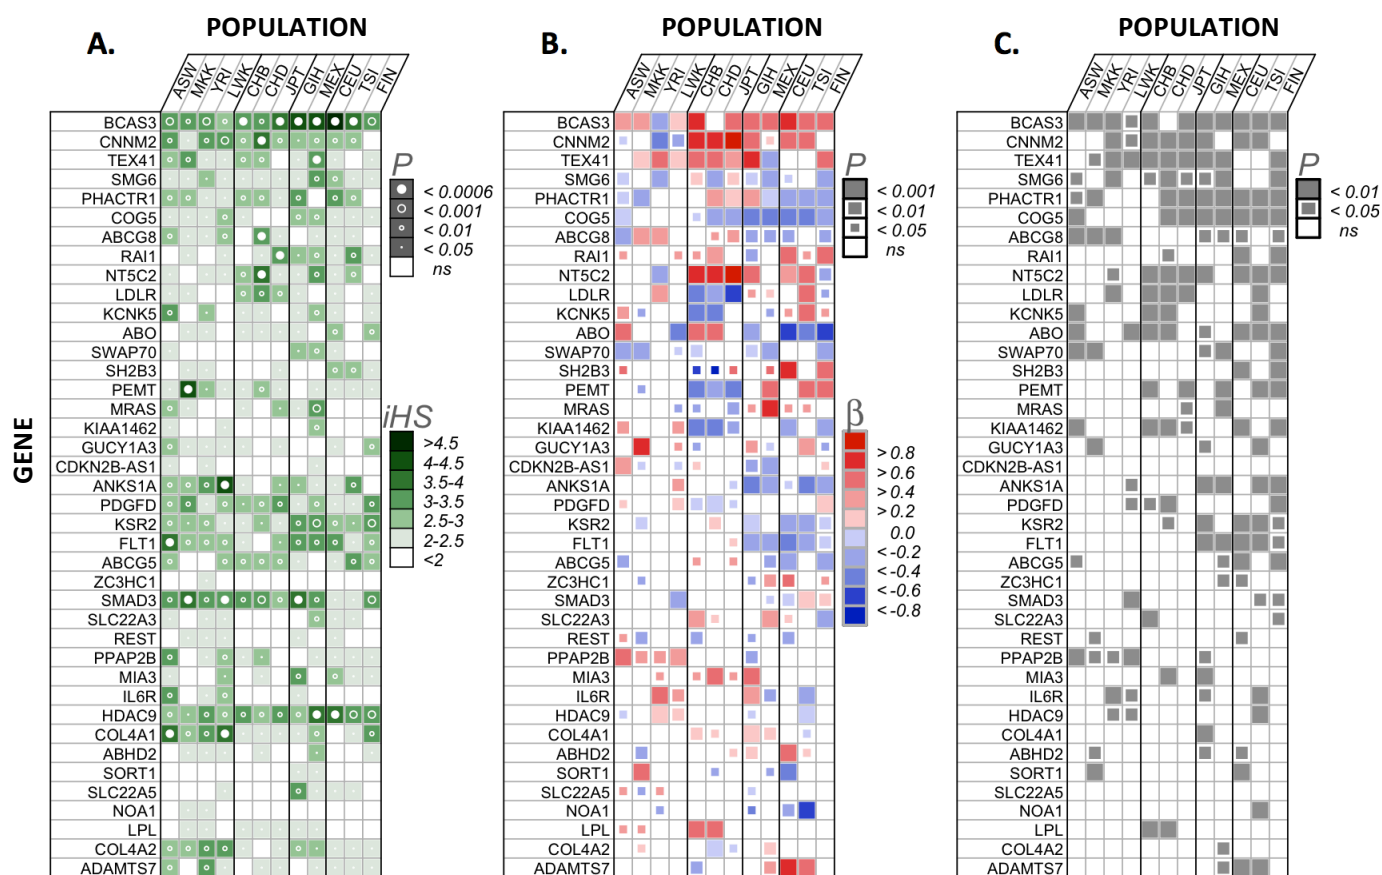 POPULATION
A.
ASW MKK YRI LWK CHB CHD JPT GIH MEX CEU TSI FIN
BCAS3
CNNM2
TEX41
SMG6
PHACTR1
COG5
ABCG8
RAI1
NT5C2
LDLR
KCNK5
ABO
SWAP70
SH2B3
PEMT
MRAS
KIAA1462
GUCY1A3
CDKN2B-AS1
ANKS1A
PDGFD
KSR2
FLT1
ABCG5
ZC3HC1
SMAD3
SLC22A3
REST
PPAP2B
MIA3
IL6R
HDAC9
COL4A1
ABHD2
SORT1
SLC22A5
NOA1
LPL
COL4A2
ADAMTS7
GENE
P
< 0.0006
< 0.001
< 0.01
< 0.05
ns
iHS
>4.5
4-4.5
3.5-4
3-3.5
2.5-3
2-2.5
<2
POPULATION
B.
ASW MKK YRI LWK CHB CHD JPT GIH MEX CEU TSI FIN
BCAS3
CNNM2
TEX41
SMG6
PHACTR1
COG5
ABCG8
RAI1
NT5C2
LDLR
KCNK5
ABO
SWAP70
SH2B3
PEMT
MRAS
KIAA1462
GUCY1A3
CDKN2B-AS1
ANKS1A
PDGFD
KSR2
FLT1
ABCG5
ZC3HC1
SMAD3
SLC22A3
REST
PPAP2B
MIA3
IL6R
HDAC9
COL4A1
ABHD2
SORT1
SLC22A5
NOA1
LPL
COL4A2
ADAMTS7
P
< 0.001
< 0.01
< 0.05
ns
β
> 0.8
> 0.6
> 0.4
> 0.2
0.0
< -0.2
< -0.4
< -0.6
< -0.8
POPULATION
C.
ASW MKK YRI LWK CHB CHD JPT GIH MEX CEU TSI FIN
BCAS3
CNNM2
TEX41
SMG6
PHACTR1
COG5
ABCG8
RAI1
NT5C2
LDLR
KCNK5
ABO
SWAP70
SH2B3
PEMT
MRAS
KIAA1462
GUCY1A3
CDKN2B-AS1
ANKS1A
PDGFD
KSR2
FLT1
ABCG5
ZC3HC1
SMAD3
SLC22A3
REST
PPAP2B
MIA3
IL6R
HDAC9
COL4A1
ABHD2
SORT1
SLC22A5
NOA1
LPL
COL4A2
ADAMTS7
P
< 0.01
< 0.05
ns